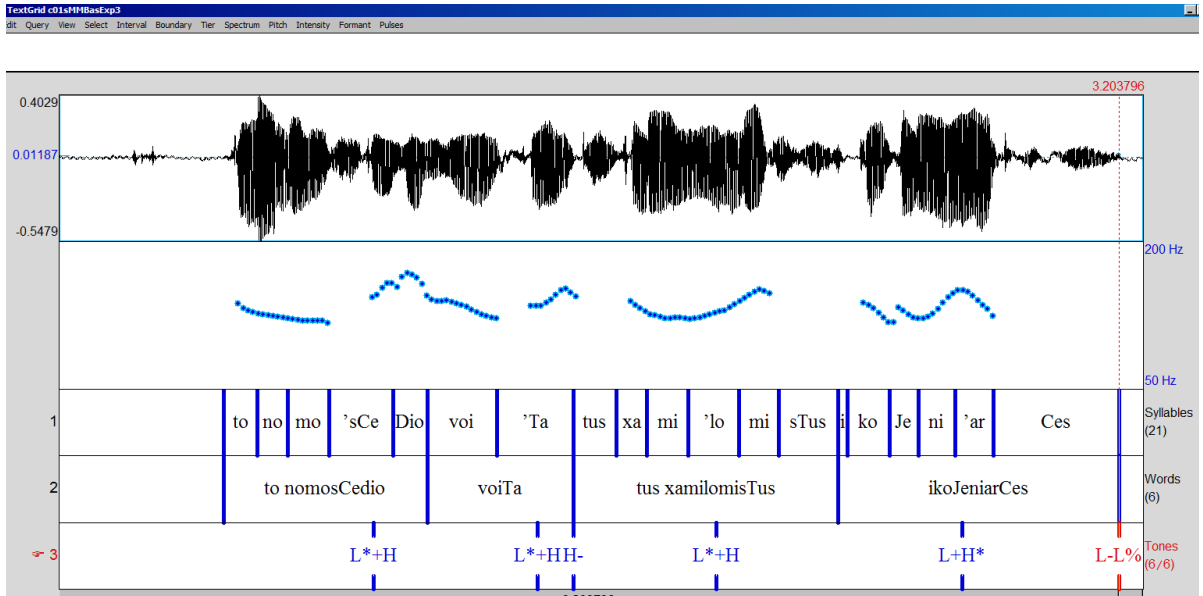 TextGrid c01sMMBasExp3
dit Query View Select Interval Boundary Tier Spectrum Pitch Intensity Formant Pulses
3.203796
0.4029
0.01187
-0.5479
200 Hz
50 Hz
1 to no mo ’sCe Dio voi ’Ta tus xa mi ’lo mi sTus i ko Je ni ’ar Ces Syllables (21)
2 to nomosCedio voiTa tus xamilomisTus ikoJeniarCes Words (6)
3 L*+H L*+H H- L*+H L+H* L-L% Tones (6/6)